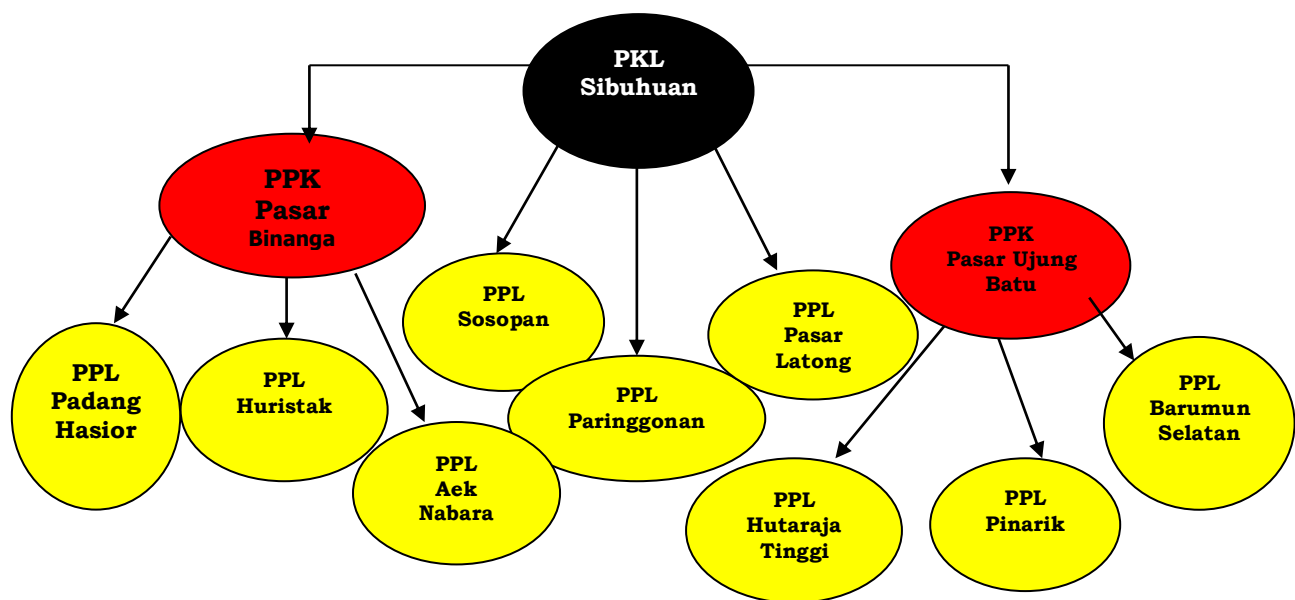 PKL
Sibuhuan
PPK
Pasar
Binanga
PPK
Pasar Ujung
Batu
PPL
Sosopan
PPL
Pasar
Latong
PPL
Padang
Hasior
PPL
Huristak
PPL
Paringgonan
PPL
Barumun
Selatan
PPL
Aek
Nabara
PPL
Hutaraja
Tinggi
PPL
Pinarik